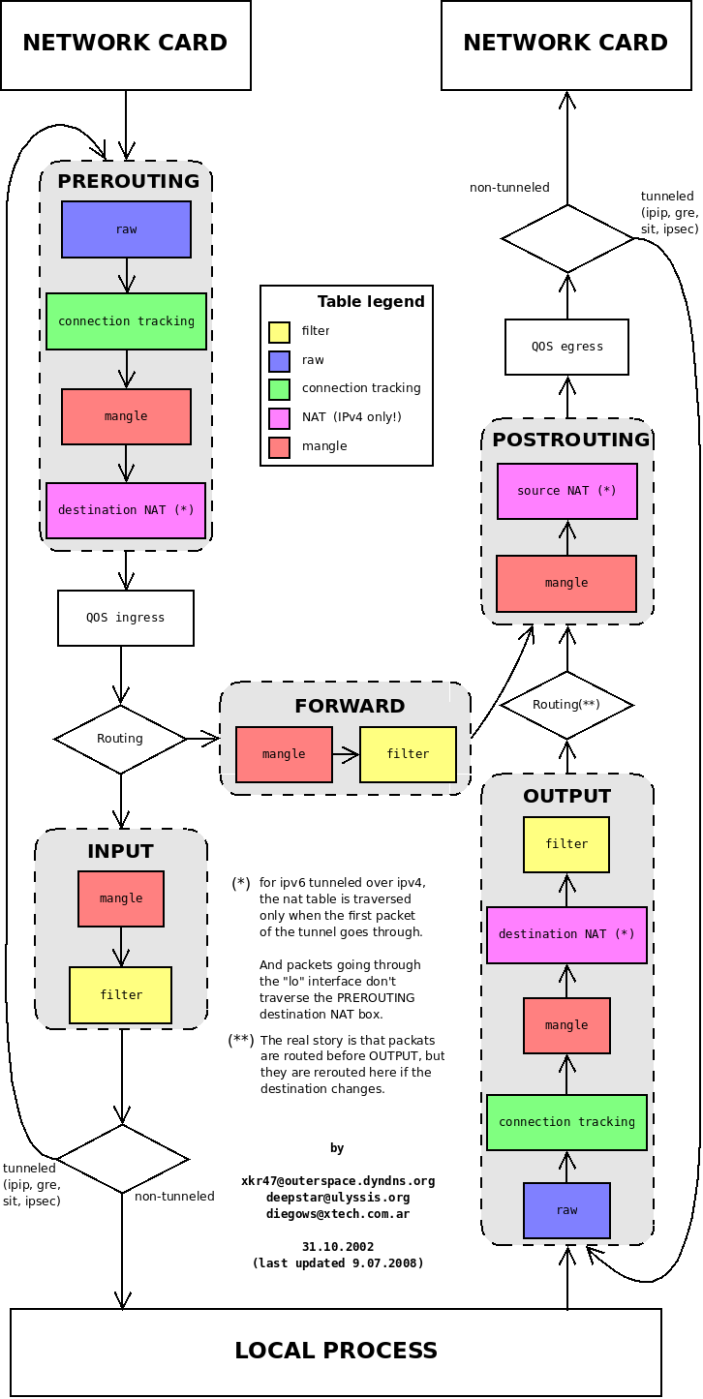 NETWORK CARD
NETWORK CARD
PREROUTING
raw
connection tracking
mangle
destination NAT (*)
QOS ingress
Routing
INPUT
mangle
filter
tunneled
(ipip, gre,
sit, ipsec)
non-tunneled
Table legend
filter
raw
connection tracking
NAT (IPv4 only!)
mangle
FORWARD
mangle
filter
(*) for ipv6 tunneled over ipv4,
the nat table is traversed
only when the first packet
of the tunnel goes through.
And packets going through
the "lo" interface don't
traverse the PREROUTING
destination NAT box.
(**) The real story is that packats
are routed before OUTPUT, but
they are rerouted here if the
destination changes.
by
xkr47@outerspace.dyndns.org
deepstar@ulyssis.org
diegows@xtech.com.ar
31.10.2002
(last updated 9.07.2008)
non-tunneled
tunneled
(ipip, gre,
sit, ipsec)
QOS egress
POSTROUTING
source NAT (*)
mangle
Routing(**)
OUTPUT
filter
destination NAT (*)
mangle
connection tracking
raw
LOCAL PROCESS